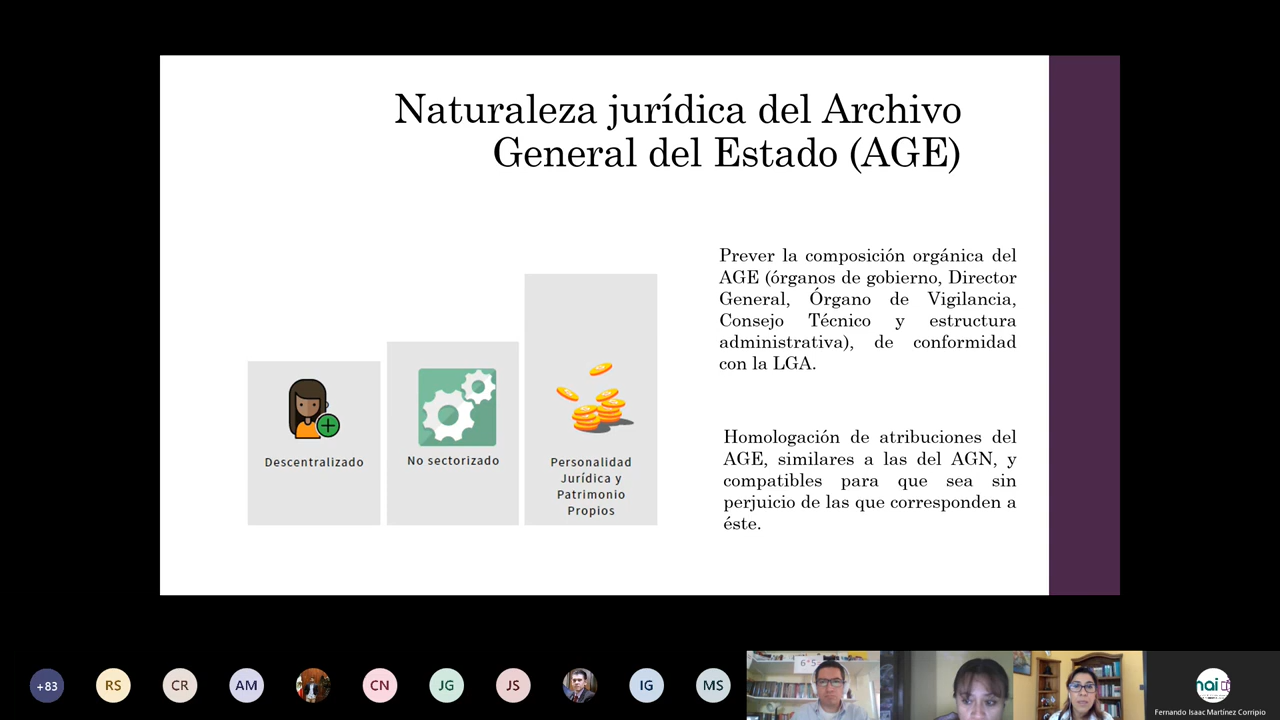 Naturaleza jurídica del Archivo
General del Estado (AGE)
Prever la composición orgánica del
AGE (órganos de gobierno, Director
General, Órgano de Vigilancia,
Consejo Técnico y estructura
administrativa), de conformidad
con la LGA.
Descentralizado
No sectorizado
Personalidad
Jurídica y
Patrimonio
Propios
Homologación de atribuciones del
AGE, similares a las del AGN, y
compatibles para que sea sin
perjuicio de las que corresponden a
éste.
+83
RS
CR
AM
CN
JG
JS
IG
MS
6°5
nai
Fernando Isaac Martínez Corripio